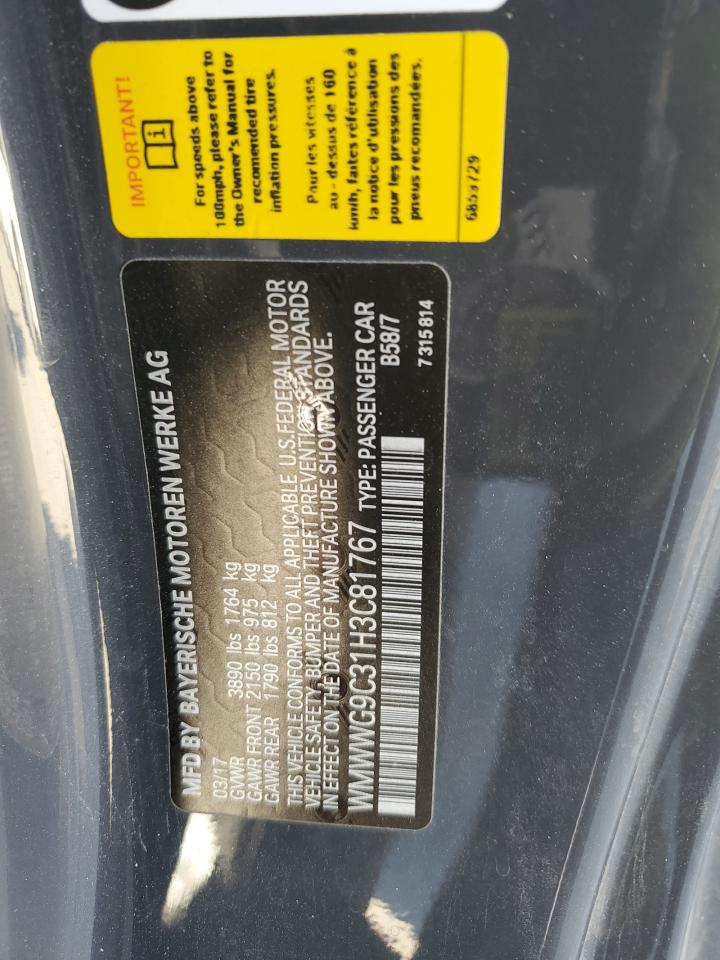 IMPORTANT!
i
For speeds above
100mph, please refer to
the Owner's Manual for
recomended tire
inflation pressures.
Pour les vitesses
au - dessus de 160
km/h, faites référence à
la notice d'utilisation
pour les pressions des
pneus recomandées.
6853729
MFD BY BAYERISCHE MOTOREN WERKE AG
03/17
GVWR 3890 lbs 1764 kg
GAWR FRONT 2150 lbs 975 kg
GAWR REAR 1790 lbs 812 kg
THIS VEHICLE CONFORMS TO ALL APPLICABLE U.S. FEDERAL MOTOR
VEHICLE SAFETY, BUMPER AND THEFT PREVENTION STANDARDS
IN EFFECT ON THE DATE OF MANUFACTURE SHOWN ABOVE.
WMWWG9C31H3C81767 TYPE: PASSENGER CAR
B58/7
7315814